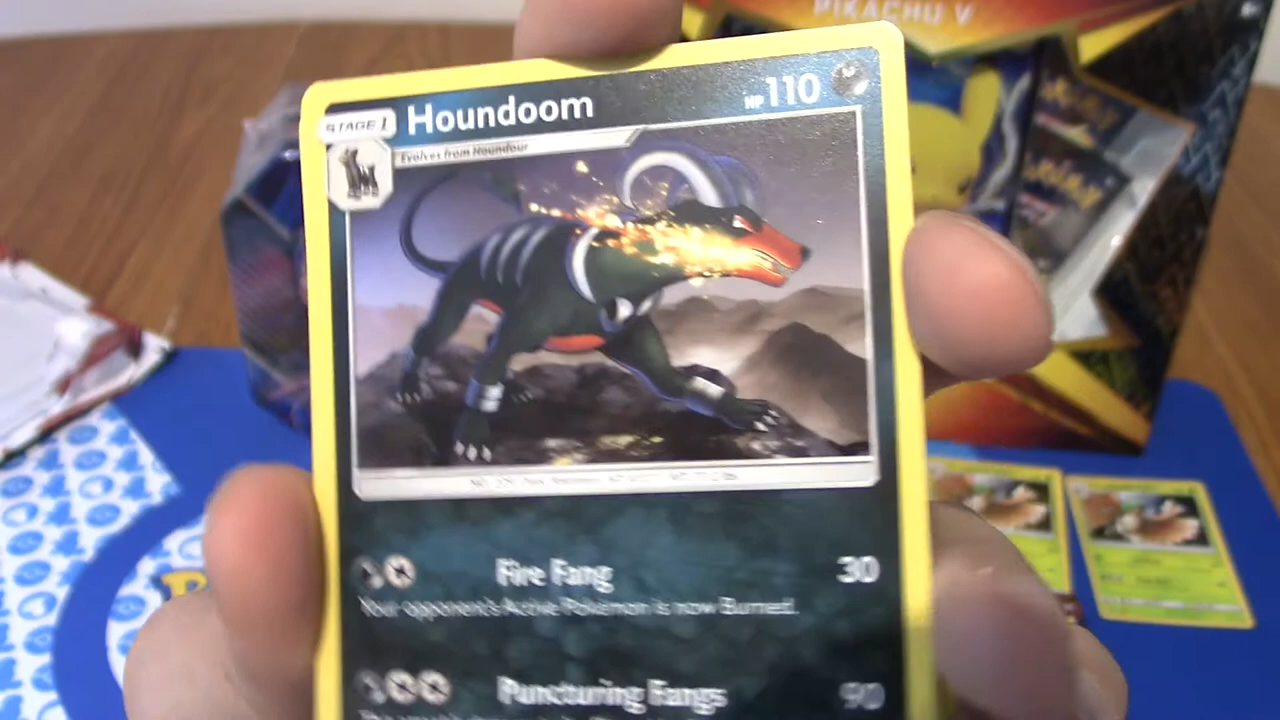 PIKACHU V
STAGE 1
Houndoom
HP 110
Evolves from Houndour
Fire Fang 30
Your opponent's Active Pokémon is now Burned.
Puncturing Fangs 90